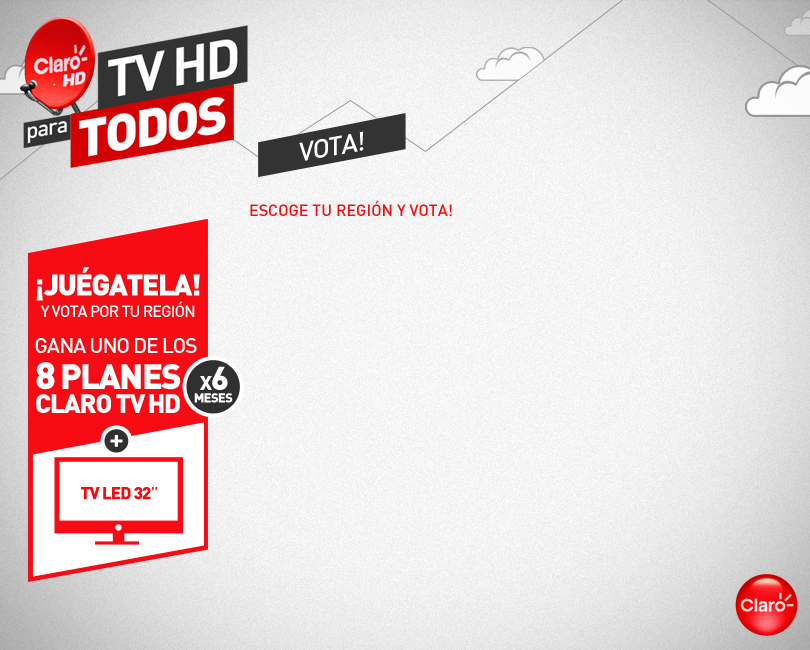 Claro
HD
TV HD
para
TODOS
VOTA!
ESCOGE TU REGIÓN Y VOTA!
¡JUÉGATELA!
Y VOTA POR TU REGIÓN
GANA UNO DE LOS
8 PLANES
CLARO TV HD
x6
MESES
+
TV LED 32''
Claro